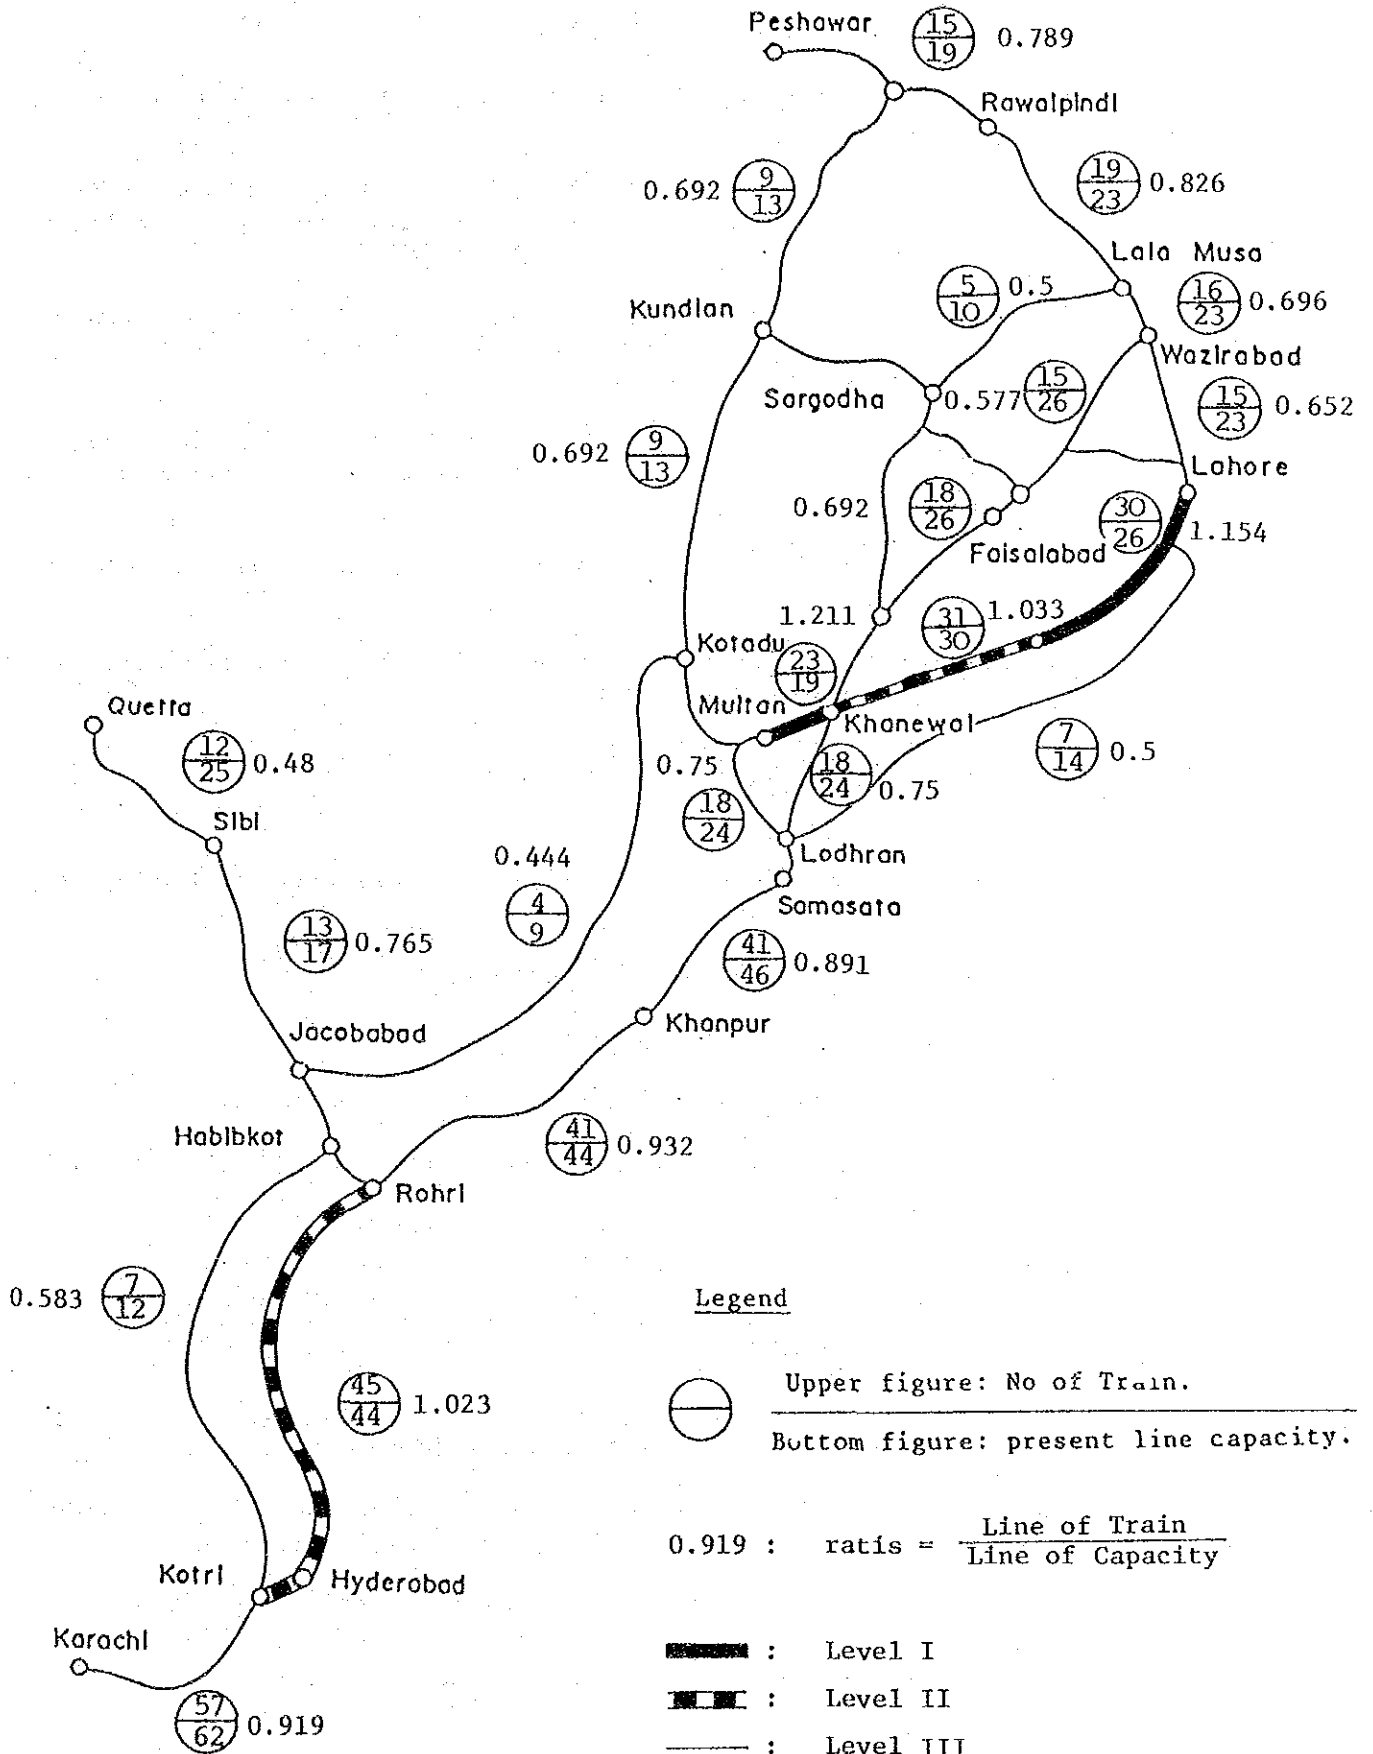 Peshawar
15
19
0.789
Rawalpindi
0.692
9
13
19
23
0.826
Lala Musa
5
10
0.5
16
23
0.696
Kundian
Wazirabad
Sargodha
0.577
15
26
15
23
0.652
0.692
9
13
Lahore
0.692
18
26
30
26
1.154
Faisalabad
1.211
31
30
1.033
Kotadu
23
19
Multan
Khanewal
Quetta
12
25
0.48
0.75
18
24
18
24
0.75
7
14
0.5
Sibi
Lodhran
0.444
4
9
Samasata
13
17
0.765
41
46
0.891
Jacobabad
Khanpur
Habibkot
41
44
0.932
Rohri
0.583
7
12
Legend
45
44
1.023
Upper figure: No of Train.
Bottom figure: present line capacity.
0.919 : ratis = Line of Train
Line of Capacity
Kotri
Hyderabad
Karachi
: Level I
: Level II
57
62
0.919
: Level III